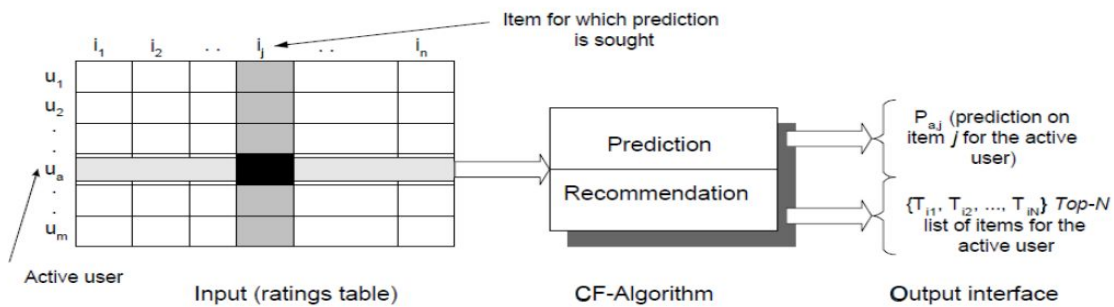 Item for which prediction
is sought
i1 i2 . . ij . . in
u1
u2
.
.
ua
.
.
um
Active user
Input (ratings table)
Prediction
Recommendation
CF-Algorithm
Pa,j (prediction on
item j for the active
user)
{Ti1, Ti2, ..., TiN} Top-N
list of items for the
active user
Output interface